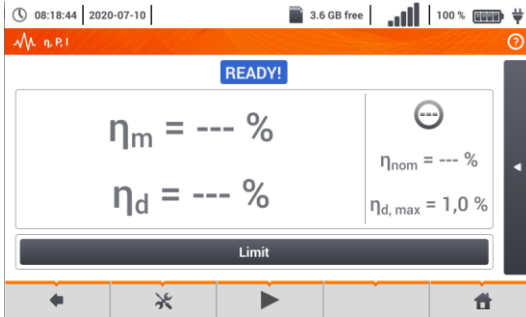 08:18:44 2020-07-10 3.6 GB free 100 %
η, P, I ?
READY!
ηm = --- %
ηd = --- %
---
ηnom = --- %
ηd, max = 1,0 %
Limit